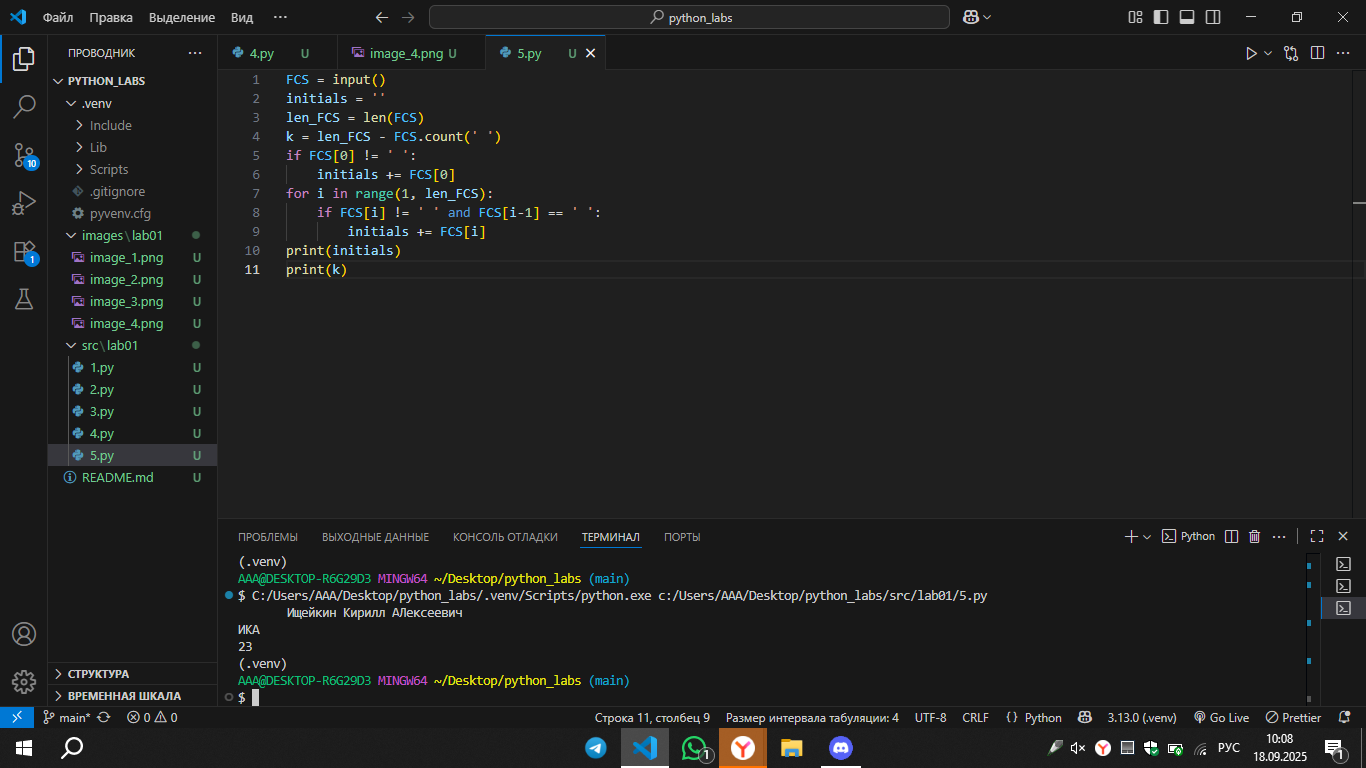 Файл Правка Выделение Вид ··· python_labs
ПРОВОДНИК ···
PYTHON_LABS
.venv
Include
Lib
Scripts
.gitignore
pyvenv.cfg
images\lab01
image_1.png U
image_2.png U
image_3.png U
image_4.png U
src\lab01
1.py U
2.py U
3.py U
4.py U
5.py U
README.md U
СТРУКТУРА
ВРЕМЕННАЯ ШКАЛА
10
1
4.py U image_4.png U 5.py U
1 FCS = input()
2 initials = ''
3 len_FCS = len(FCS)
4 k = len_FCS - FCS.count(' ')
5 if FCS[0] != ' ':
6 initials += FCS[0]
7 for i in range(1, len_FCS):
8 if FCS[i] != ' ' and FCS[i-1] == ' ':
9 initials += FCS[i]
10 print(initials)
11 print(k)
ПРОБЛЕМЫ ВЫХОДНЫЕ ДАННЫЕ КОНСОЛЬ ОТЛАДКИ ТЕРМИНАЛ ПОРТЫ Python ···
(.venv)
AAA@DESKTOP-R6G29D3 MINGW64 ~/Desktop/python_labs (main)
$ C:/Users/AAA/Desktop/python_labs/.venv/Scripts/python.exe c:/Users/AAA/Desktop/python_labs/src/lab01/5.py
Ищейкин Кирилл АЛексеевич
ИКА
23
(.venv)
AAA@DESKTOP-R6G29D3 MINGW64 ~/Desktop/python_labs (main)
$
main* 0 0 Строка 11, столбец 9 Размер интервала табуляции: 4 UTF-8 CRLF {} Python 3.13.0 (.venv) Go Live Prettier
1 РУС 10:08 1
18.09.2025